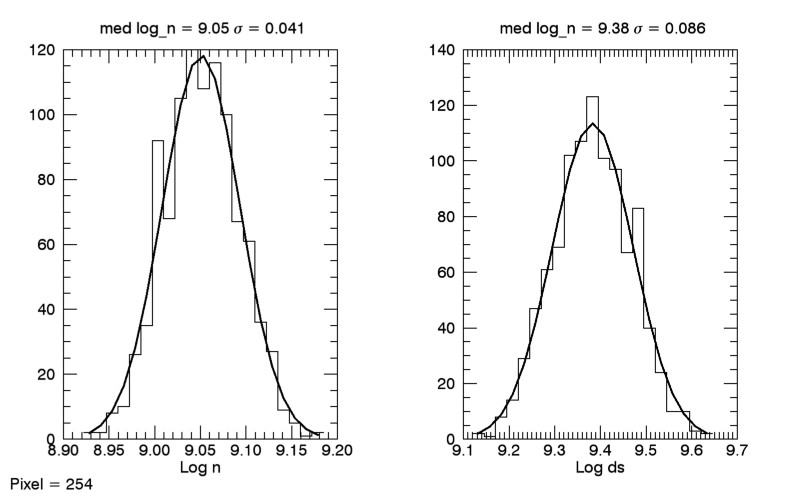 med log_n = 9.05 σ = 0.041
120
100
80
60
40
20
0
8.90 8.95 9.00 9.05 9.10 9.15 9.20
Log n
med log_n = 9.38 σ = 0.086
140
120
100
80
60
40
20
0
9.1 9.2 9.3 9.4 9.5 9.6 9.7
Log ds
Pixel = 254